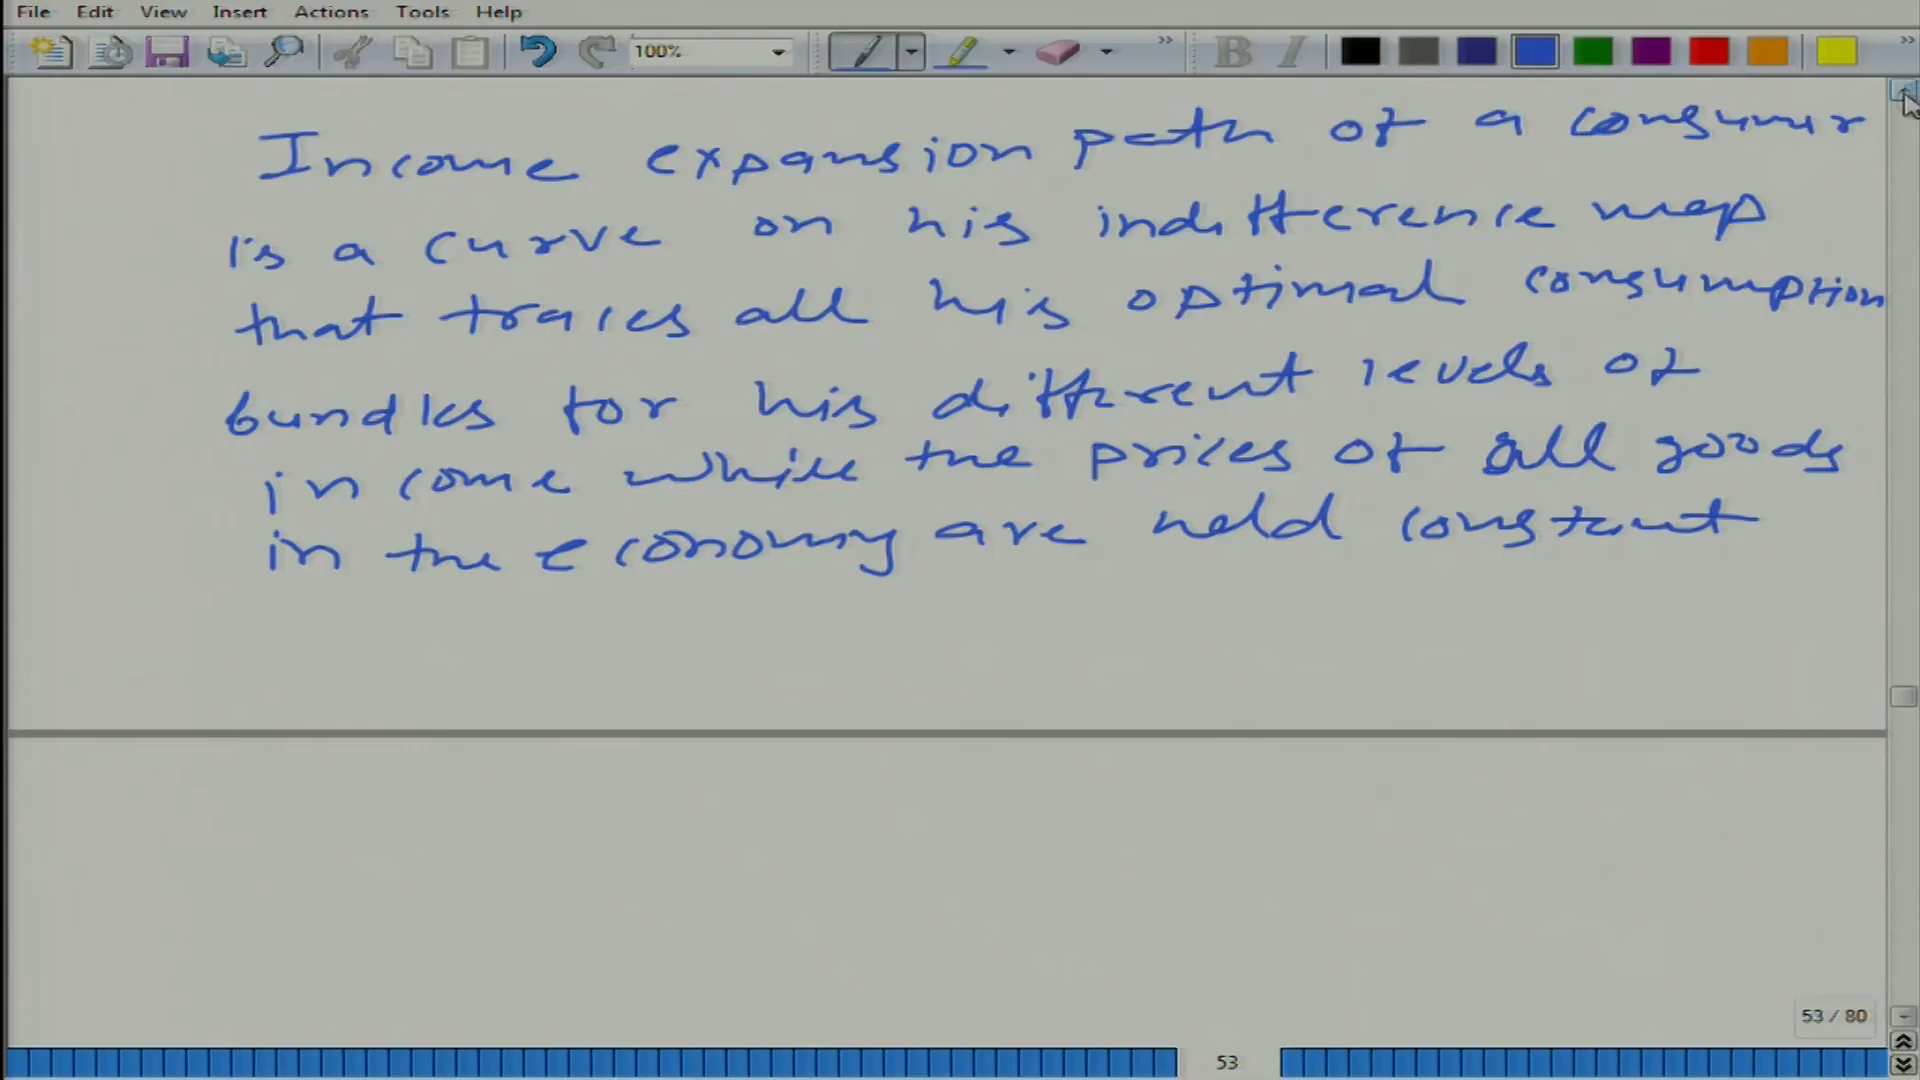 File Edit View Insert Actions Tools Help
100%
Income expansion path of a consumer
is a curve on his indifference map
that traces all his optimal consumption
bundles for his different levels of
income while the prices of all goods
in the economy are held constant
53 / 80
53